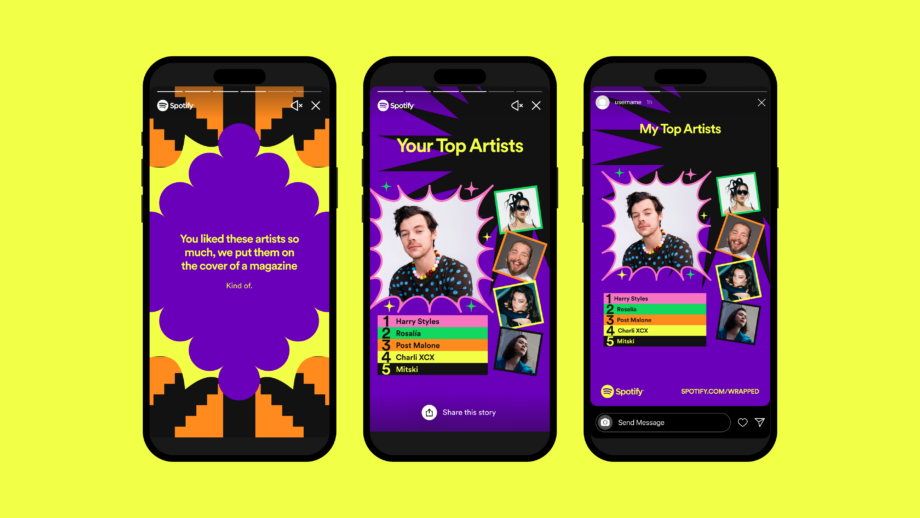 Spotify
You liked these artists so
much, we put them on
the cover of a magazine
Kind of.
Spotify
Your Top Artists
1 Harry Styles
2 Rosalía
3 Post Malone
4 Charli XCX
5 Mitski
Share this story
username 1h
My Top Artists
1 Harry Styles
2 Rosalía
3 Post Malone
4 Charli XCX
5 Mitski
Spotify
SPOTIFY.COM/WRAPPED
Send Message